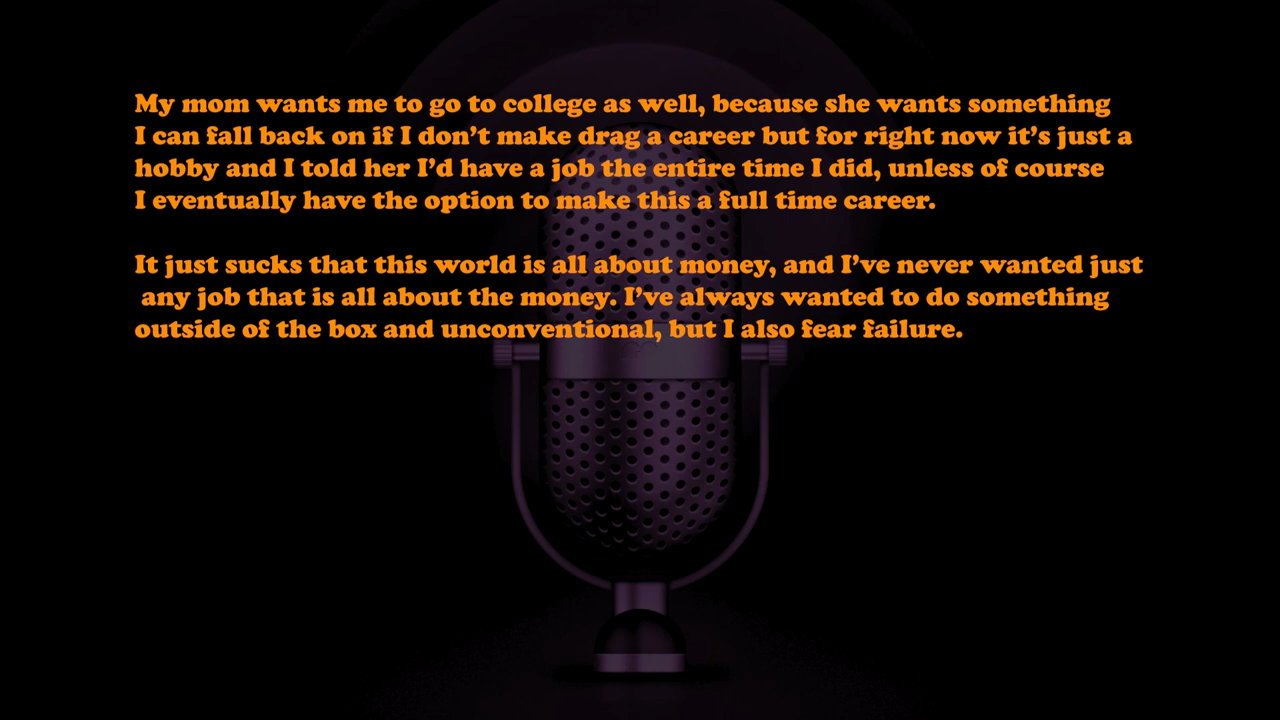 My mom wants me to go to college as well, because she wants something
I can fall back on if I don't make drag a career but for right now it's just a
hobby and I told her I'd have a job the entire time I did, unless of course
I eventually have the option to make this a full time career.
It just sucks that this world is all about money, and I've never wanted just
any job that is all about the money. I've always wanted to do something
outside of the box and unconventional, but I also fear failure.